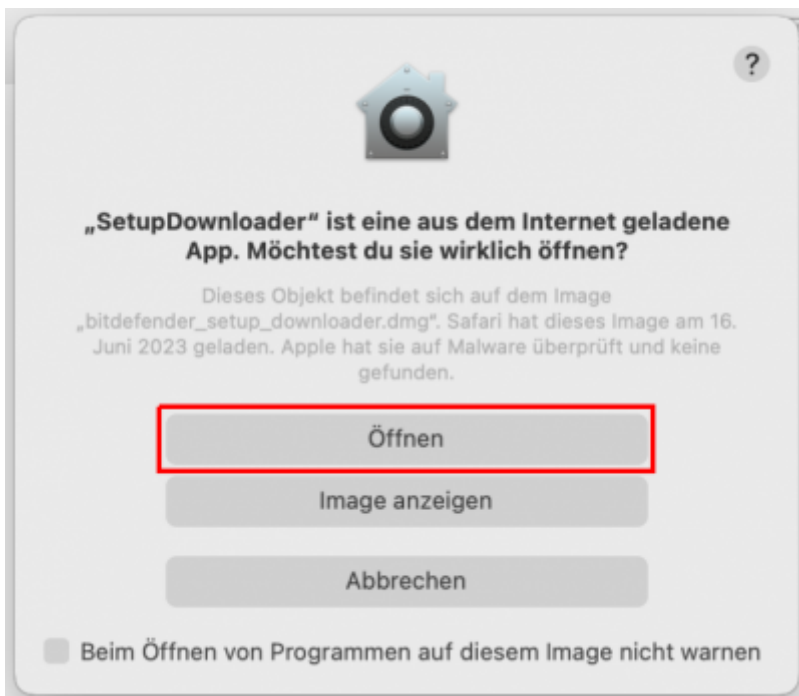 ?
„SetupDownloader“ ist eine aus dem Internet geladene
App. Möchtest du sie wirklich öffnen?
Dieses Objekt befindet sich auf dem Image
„bitdefender_setup_downloader.dmg“. Safari hat dieses Image am 16.
Juni 2023 geladen. Apple hat sie auf Malware überprüft und keine
gefunden.
Öffnen
Image anzeigen
Abbrechen
Beim Öffnen von Programmen auf diesem Image nicht warnen